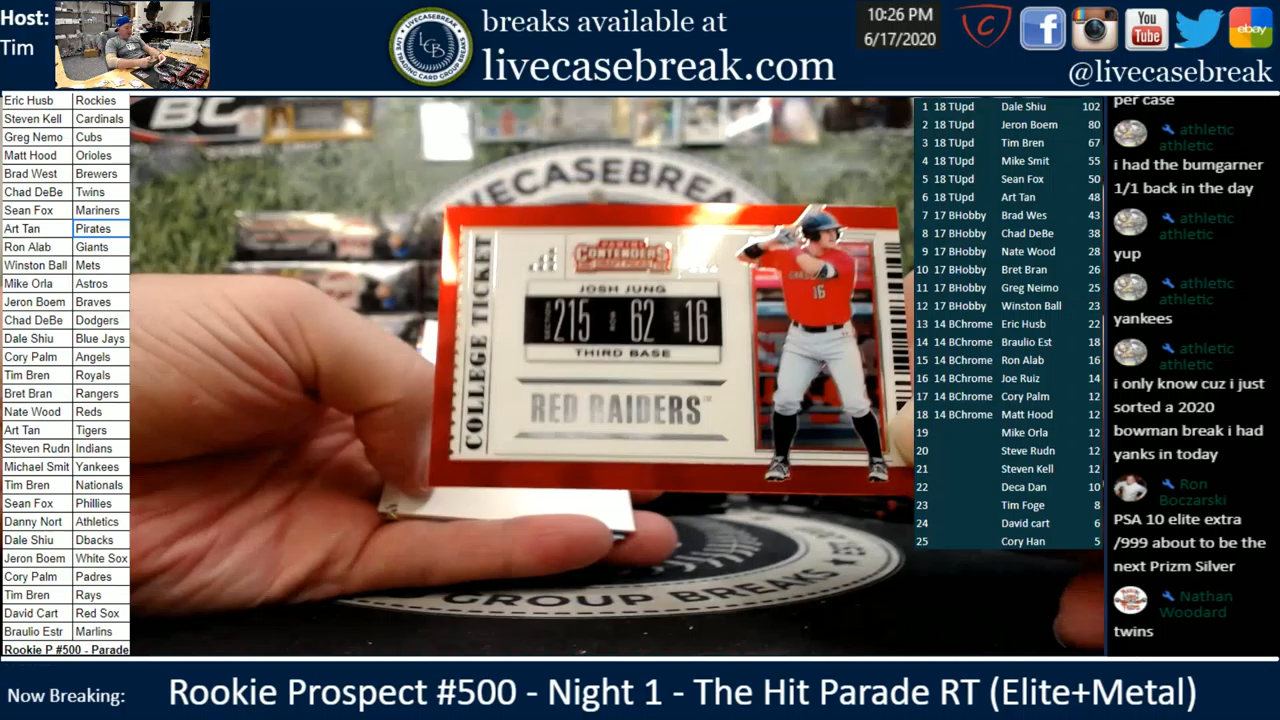 Host:
Tim
breaks available at
livecasebreak.com
10:26 PM
6/17/2020
You
Tube
ebay
@livecasebreak
LCB
Eric Husb Rockies
Steven Kell Cardinals
Greg Nemo Cubs
Matt Hood Orioles
Brad West Brewers
Chad DeBe Twins
Sean Fox Mariners
Art Tan Pirates
Ron Alab Giants
Winston Ball Mets
Mike Orla Astros
Jeron Boem Braves
Chad DeBe Dodgers
Dale Shiu Blue Jays
Cory Palm Angels
Tim Bren Royals
Bret Bran Rangers
Nate Wood Reds
Art Tan Tigers
Steven Rudn Indians
Michael Smit Yankees
Tim Bren Nationals
Sean Fox Phillies
Danny Nort Athletics
Dale Shiu Dbacks
Jeron Boem White Sox
Cory Palm Padres
Tim Bren Rays
David Cart Red Sox
Braulio Estr Marlins
Rookie P #500 - Parade
LIVECASEBREAK
GROUP BREAKS
COLLEGE TICKET
PANINI
CONTENDERS
JOSH JUNG
SECTION 215 ROW 62 SEAT 16
THIRD BASE
RED RAIDERS
16
1 18 TUpd Dale Shiu 102
2 18 TUpd Jeron Boem 80
3 18 TUpd Tim Bren 67
4 18 TUpd Mike Smit 55
5 18 TUpd Sean Fox 50
6 18 TUpd Art Tan 48
7 17 BHobby Brad Wes 43
8 17 BHobby Chad DeBe 38
9 17 BHobby Nate Wood 28
10 17 BHobby Bret Bran 26
11 17 BHobby Greg Neimo 25
12 17 BHobby Winston Ball 23
13 14 BChrome Eric Husb 22
14 14 BChrome Braulio Est 18
15 14 BChrome Ron Alab 16
16 14 BChrome Joe Ruiz 14
17 14 BChrome Cory Palm 12
18 14 BChrome Matt Hood 12
19 Mike Orla 12
20 Steve Rudn 12
21 Steven Kell 12
22 Deca Dan 10
23 Tim Foge 8
24 David cart 6
25 Cory Han 5
per case
athletic
athletic
i had the bumgarner
1/1 back in the day
athletic
athletic
yup
athletic
athletic
yankees
athletic
athletic
i only know cuz i just
sorted a 2020
bowman break i had
yanks in today
Ron
Boczarski
PSA 10 elite extra
/999 about to be the
next Prizm Silver
Nathan
Woodard
twins
Now Breaking:
Rookie Prospect #500 - Night 1 - The Hit Parade RT (Elite+Metal)